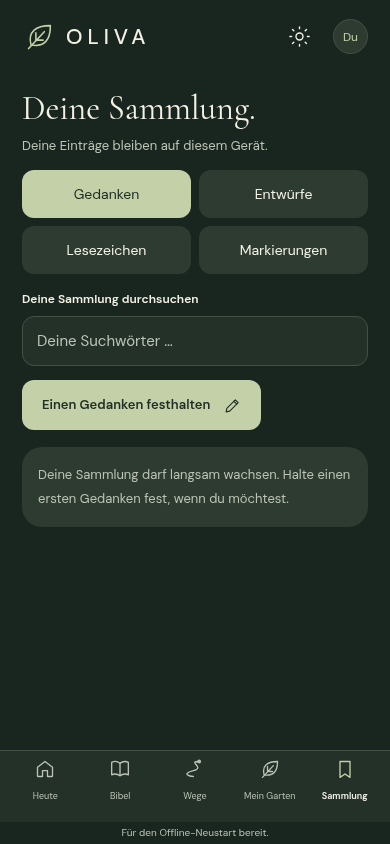 OLIVA
Du
Deine Sammlung.
Deine Einträge bleiben auf diesem Gerät.
Gedanken
Entwürfe
Lesezeichen
Markierungen
Deine Sammlung durchsuchen
Deine Suchwörter …
Einen Gedanken festhalten
Deine Sammlung darf langsam wachsen. Halte einen
ersten Gedanken fest, wenn du möchtest.
Heute
Bibel
Wege
Mein Garten
Sammlung
Für den Offline-Neustart bereit.